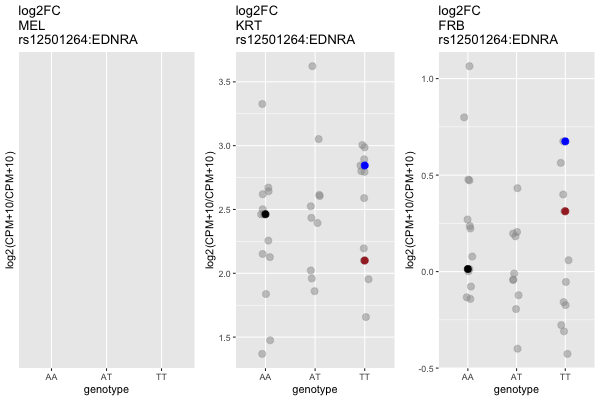 log2FC
MEL
rs12501264:EDNRA
log2(CPM+10/CPM+10)
AA AT TT
genotype
log2FC
KRT
rs12501264:EDNRA
log2(CPM+10/CPM+10)
3.5
3.0
2.5
2.0
1.5
AA AT TT
genotype
log2FC
FRB
rs12501264:EDNRA
log2(CPM+10/CPM+10)
1.0
0.5
0.0
-0.5
AA AT TT
genotype